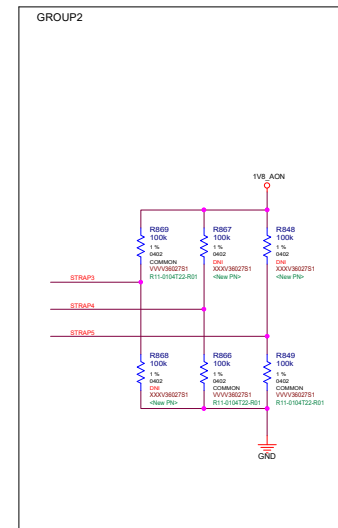 GROUP2
1V8_AON
R869
100k
1 %
0402
COMMON
VVVV36027S1
R11-0104T22-R01
R867
100k
1 %
0402
DNI
XXXV36027S1
<New PN>
R848
100k
1 %
0402
DNI
XXXV36027S1
<New PN>
STRAP3
STRAP4
STRAP5
R868
100k
1 %
0402
DNI
XXXV36027S1
<New PN>
R866
100k
1 %
0402
COMMON
VVVV36027S1
R11-0104T22-R01
R849
100k
1 %
0402
COMMON
VVVV36027S1
R11-0104T22-R01
GND